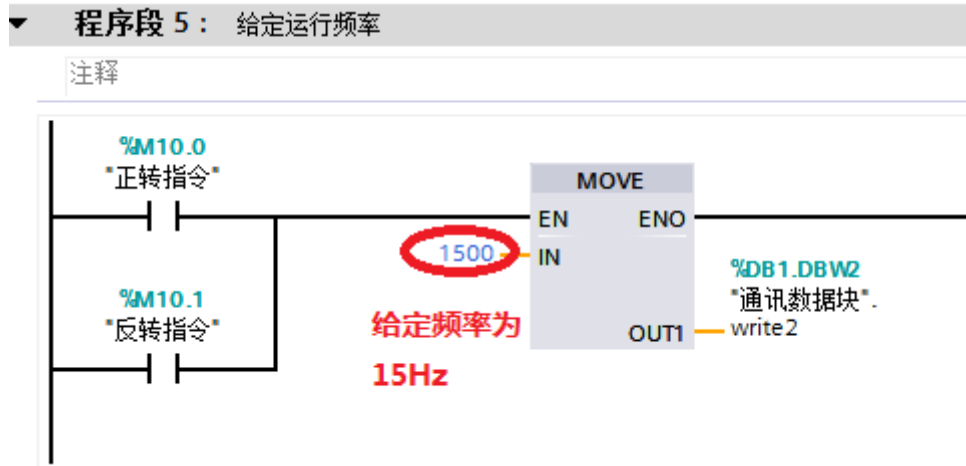 程序段 5： 给定运行频率
注释
%M10.0
"正转指令"
MOVE
EN ENO
1500 IN
%DB1.DBW2
"通讯数据块".
write2
OUT1
%M10.1
"反转指令"
给定频率为
15Hz